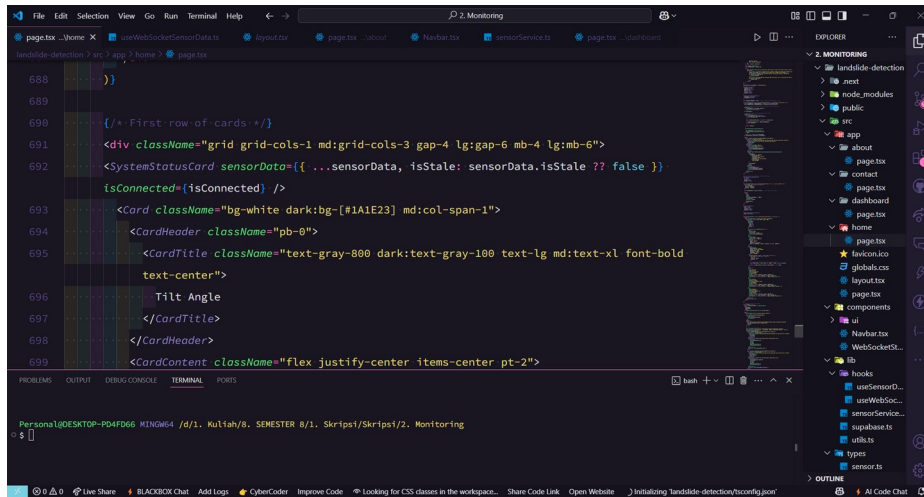 File Edit Selection View Go Run Terminal Help
2. Monitoring
page.tsx ...\home
useWebSocketSensorData.ts
layout.tsx
page.tsx ...\about
Navbar.tsx
sensorService.ts
page.tsx ...\dashboard
landslide-detection > src > app > home > page.tsx
688 )}
689
690 {/* First row of cards */}
691 <div className="grid grid-cols-1 md:grid-cols-3 gap-4 lg:gap-6 mb-4 lg:mb-6">
692 <SystemStatusCard sensorData={{ ...sensorData, isStale: sensorData.isStale ?? false }}
isConnected={isConnected} />
693 <Card className="bg-white dark:bg-[#1A1E23] md:col-span-1">
694 <CardHeader className="pb-0">
695 <CardTitle className="text-gray-800 dark:text-gray-100 text-lg md:text-xl font-bold
text-center">
696 Tilt Angle
697 </CardTitle>
698 </CardHeader>
699 <CardContent className="flex justify-center items-center pt-2">
PROBLEMS OUTPUT DEBUG CONSOLE TERMINAL PORTS
bash
Personal@DESKTOP-PD4FD66 MINGW64 /d/1. Kuliah/8. SEMESTER 8/1. Skripsi/Skripsi/2. Monitoring
$
EXPLORER
2. MONITORING
landslide-detection
.next
node_modules
public
src
app
about
page.tsx
contact
page.tsx
dashboard
page.tsx
home
page.tsx
favicon.ico
globals.css
layout.tsx
page.tsx
components
ui
Navbar.tsx
WebSocketSt...
lib
hooks
useSensorD...
useWebSoc...
sensorService...
supabase.ts
utils.ts
types
sensor.ts
OUTLINE
0 0 Live Share BLACKBOX Chat Add Logs CyberCoder Improve Code Looking for CSS classes in the workspace... Share Code Link Open Website Initializing 'landslide-detection/tsconfig.json' AI Code Chat